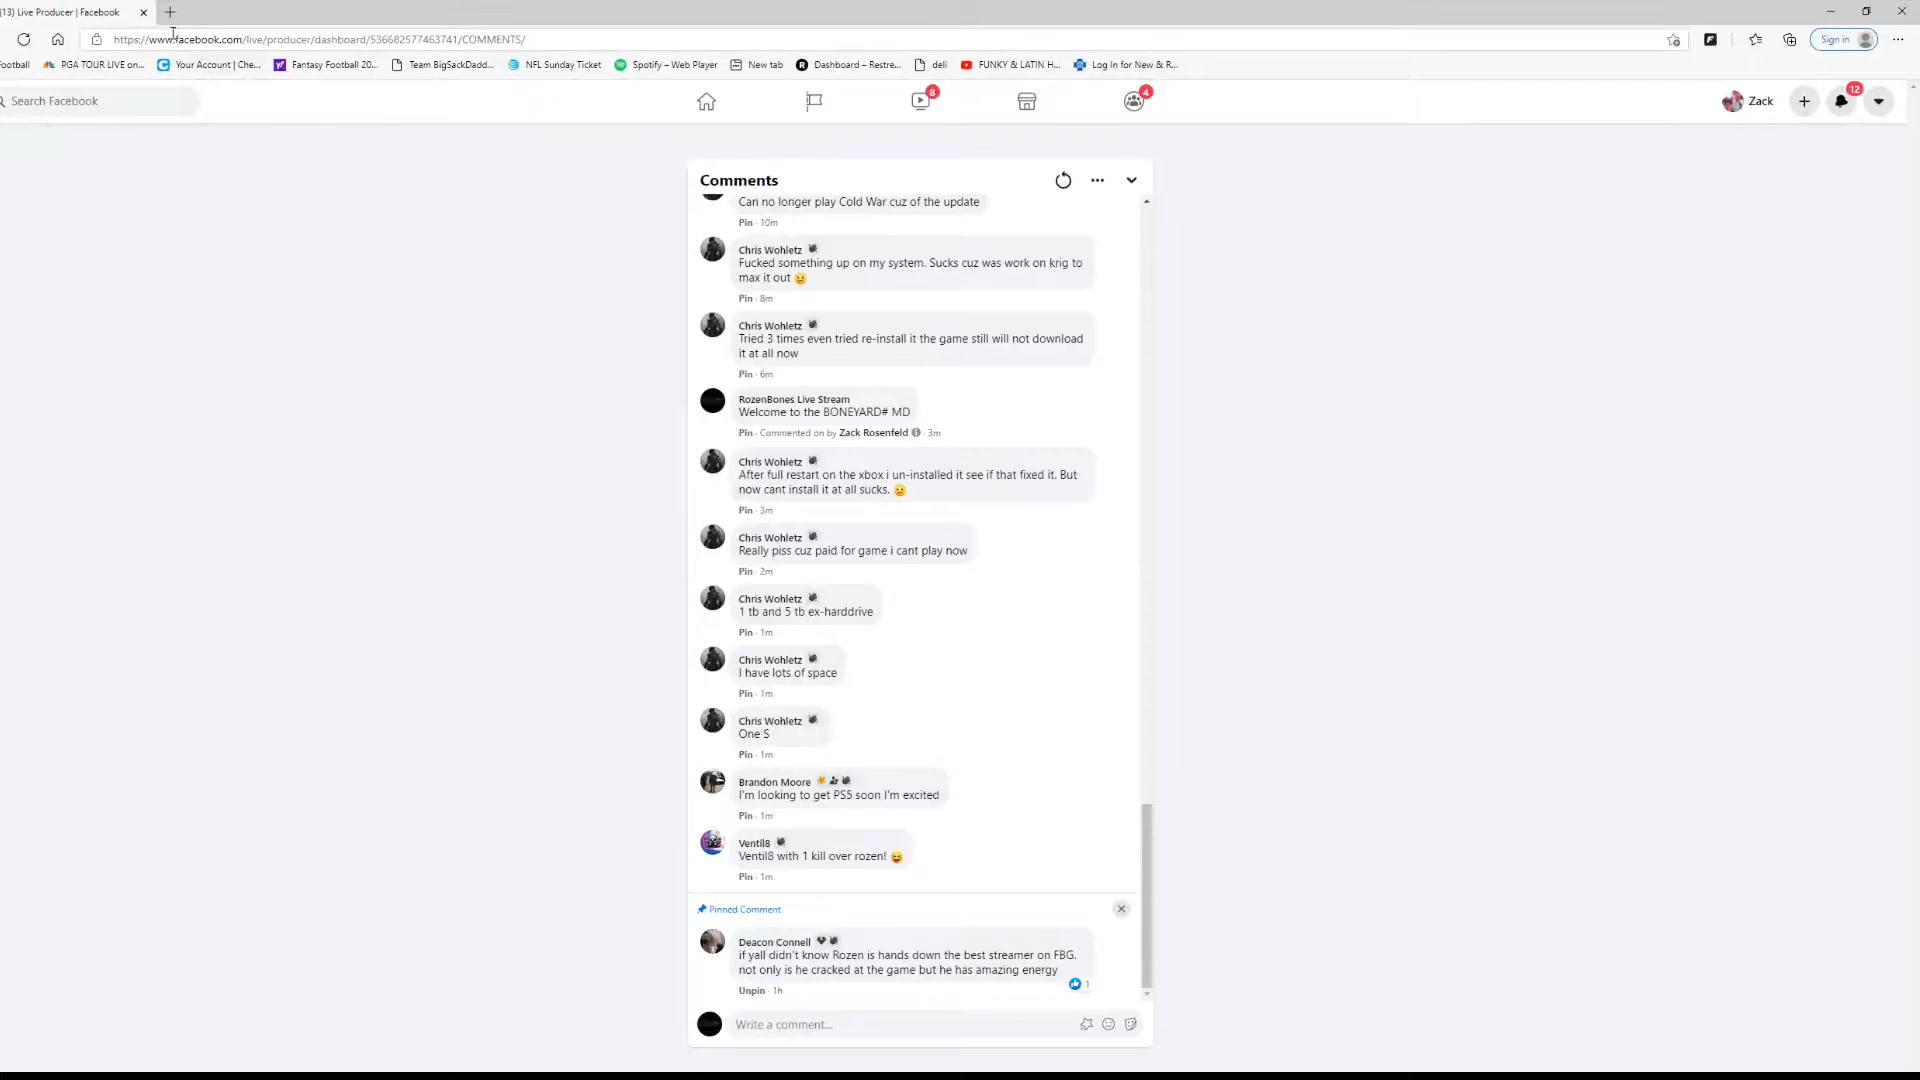 (13) Live Producer | Facebook
https://www.facebook.com/live/producer/dashboard/536682577463741/COMMENTS/
Sign in
ootball
PGA TOUR LIVE on...
Your Account | Che...
Fantasy Football 20...
Team BigSackDadd...
NFL Sunday Ticket
Spotify – Web Player
New tab
Dashboard – Restre...
deli
FUNKY & LATIN H...
Log In for New & R...
Search Facebook
8
4
Zack
12
Comments
Can no longer play Cold War cuz of the update
Pin · 10m
Chris Wohletz
Fucked something up on my system. Sucks cuz was work on krig to
max it out 😕
Pin · 8m
Chris Wohletz
Tried 3 times even tried re-install it the game still will not download
it at all now
Pin · 6m
RozenBones Live Stream
Welcome to the BONEYARD# MD
Pin · Commented on by Zack Rosenfeld · 3m
Chris Wohletz
After full restart on the xbox i un-installed it see if that fixed it. But
now cant install it at all sucks. 😕
Pin · 3m
Chris Wohletz
Really piss cuz paid for game i cant play now
Pin · 2m
Chris Wohletz
1 tb and 5 tb ex-harddrive
Pin · 1m
Chris Wohletz
I have lots of space
Pin · 1m
Chris Wohletz
One S
Pin · 1m
Brandon Moore
I'm looking to get PS5 soon I'm excited
Pin · 1m
Ventil8
Ventil8 with 1 kill over rozen! 😝
Pin · 1m
Pinned Comment
Deacon Connell
if yall didn't know Rozen is hands down the best streamer on FBG.
not only is he cracked at the game but he has amazing energy
1
Unpin · 1h
Write a comment...